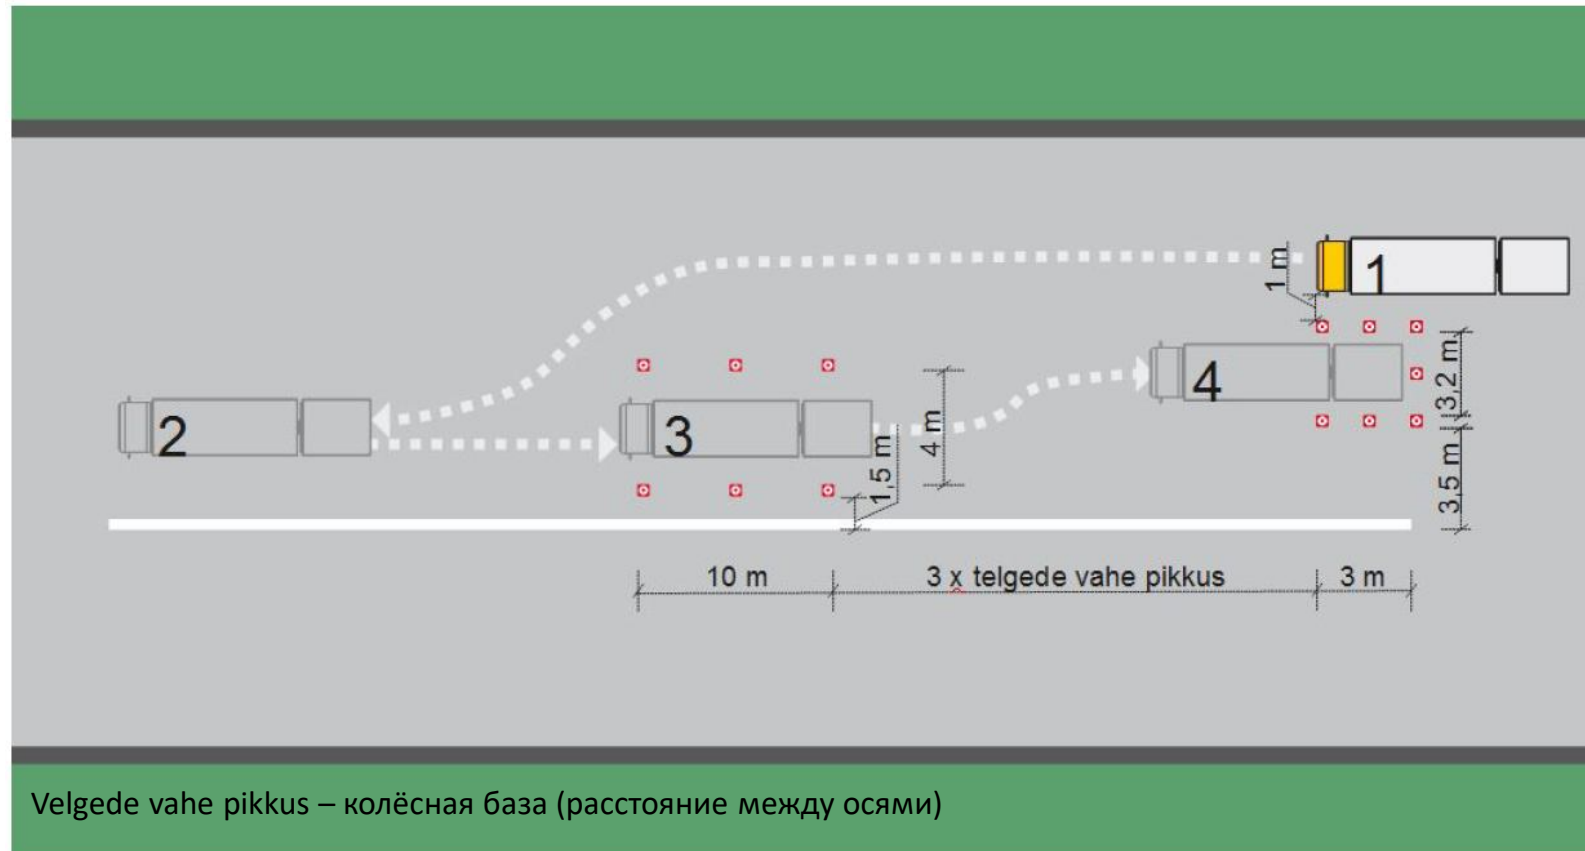 1
1 m
2
3
4
4 m
1,5 m
3,2 m
3,5 m
10 m
3 x telgede vahe pikkus
3 m
Velgede vahe pikkus – колёсная база (расстояние между осями)